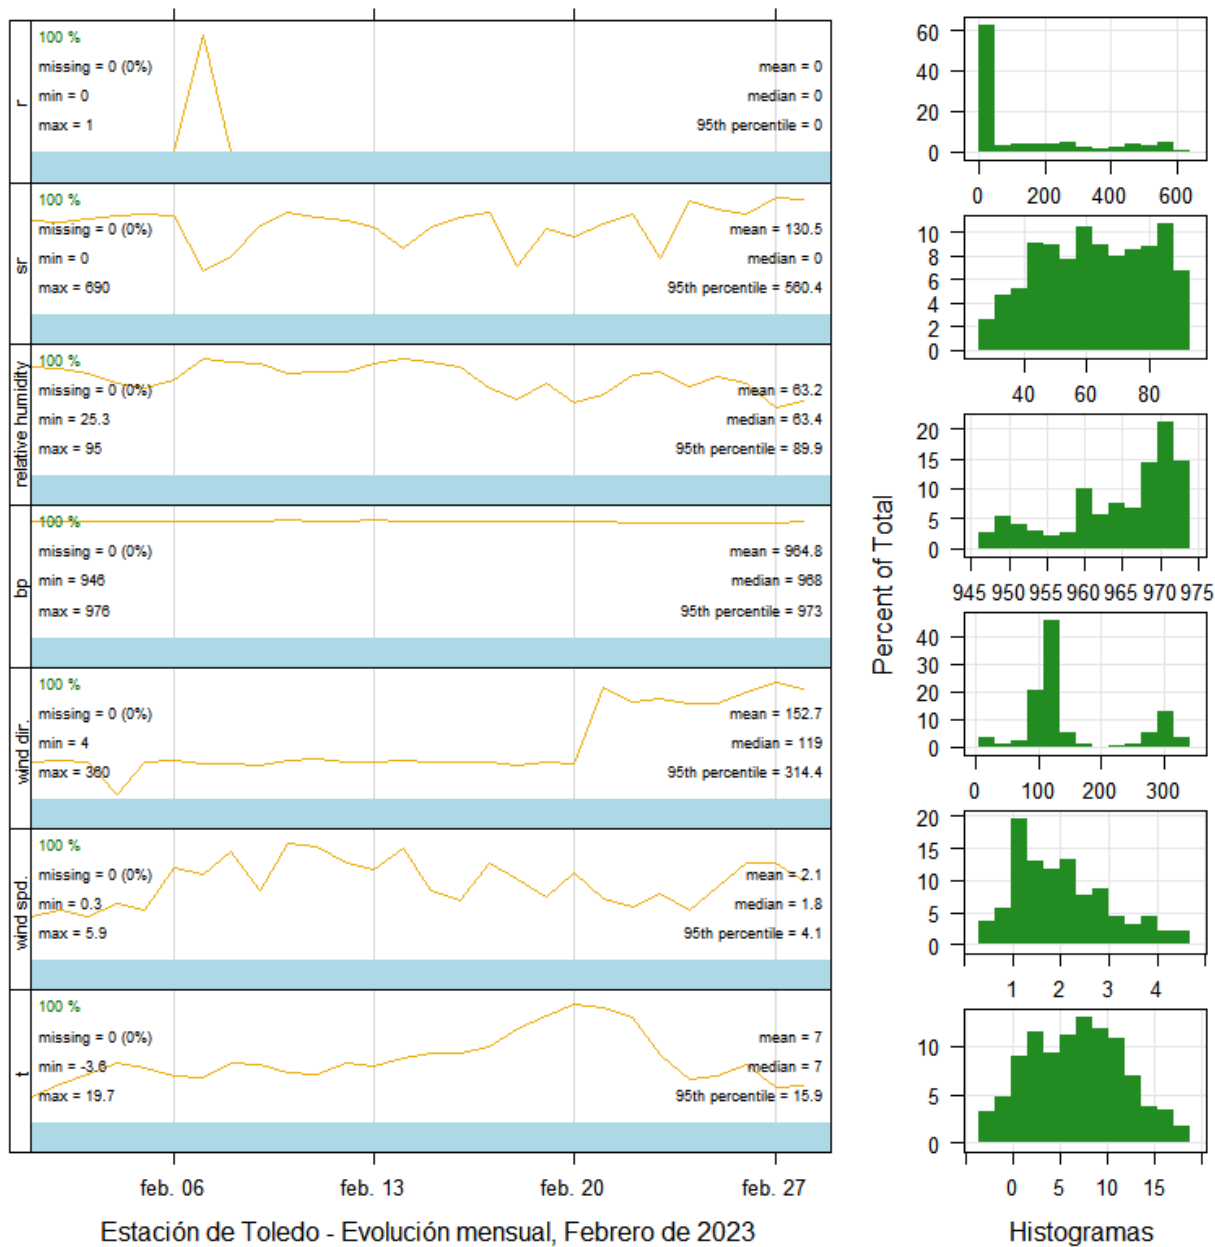 r
100 %
missing = 0 (0%)
min = 0
max = 1
mean = 0
median = 0
95th percentile = 0
sr
100 %
missing = 0 (0%)
min = 0
max = 690
mean = 130.5
median = 0
95th percentile = 560.4
relative humidity
100 %
missing = 0 (0%)
min = 25.3
max = 95
mean = 63.2
median = 63.4
95th percentile = 89.9
bp
100 %
missing = 0 (0%)
min = 946
max = 976
mean = 964.8
median = 968
95th percentile = 973
wind dir.
100 %
missing = 0 (0%)
min = 4
max = 360
mean = 152.7
median = 119
95th percentile = 314.4
wind spd.
100 %
missing = 0 (0%)
min = 0.3
max = 5.9
mean = 2.1
median = 1.8
95th percentile = 4.1
t
100 %
missing = 0 (0%)
min = -3.6
max = 19.7
mean = 7
median = 7
95th percentile = 15.9
feb. 06 feb. 13 feb. 20 feb. 27
Estación de Toledo - Evolución mensual, Febrero de 2023
Percent of Total
60
40
20
0
0 200 400 600
10
8
6
4
2
0
40 60 80
20
15
10
5
0
945 950 955 960 965 970 975
40
30
20
10
0
0 100 200 300
20
15
10
5
0
1 2 3 4
10
5
0
0 5 10 15
Histogramas